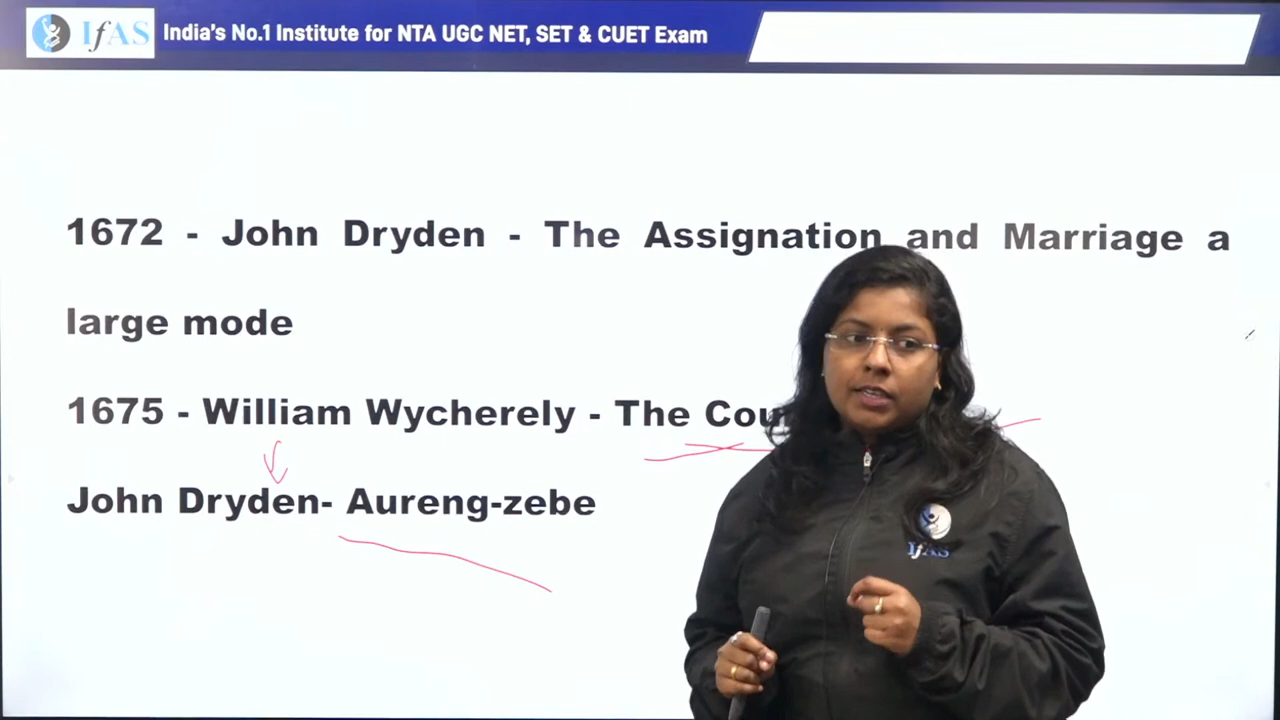 IfAS India's No.1 Institute for NTA UGC NET, SET & CUET Exam
1672 - John Dryden - The Assignation and Marriage a
large mode
1675 - William Wycherely - The
John Dryden- Aureng-zebe
IfAS